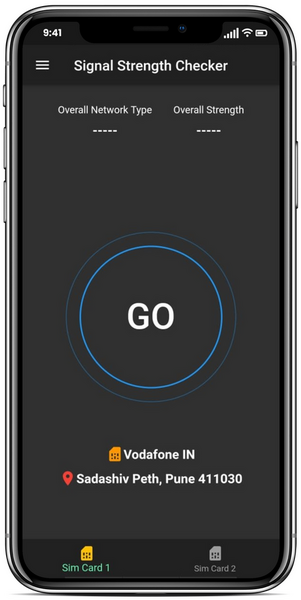 9:41
Signal Strength Checker
Overall Network Type Overall Strength
----- -----
GO
Vodafone IN
Sadashiv Peth, Pune 411030
Sim Card 1 Sim Card 2